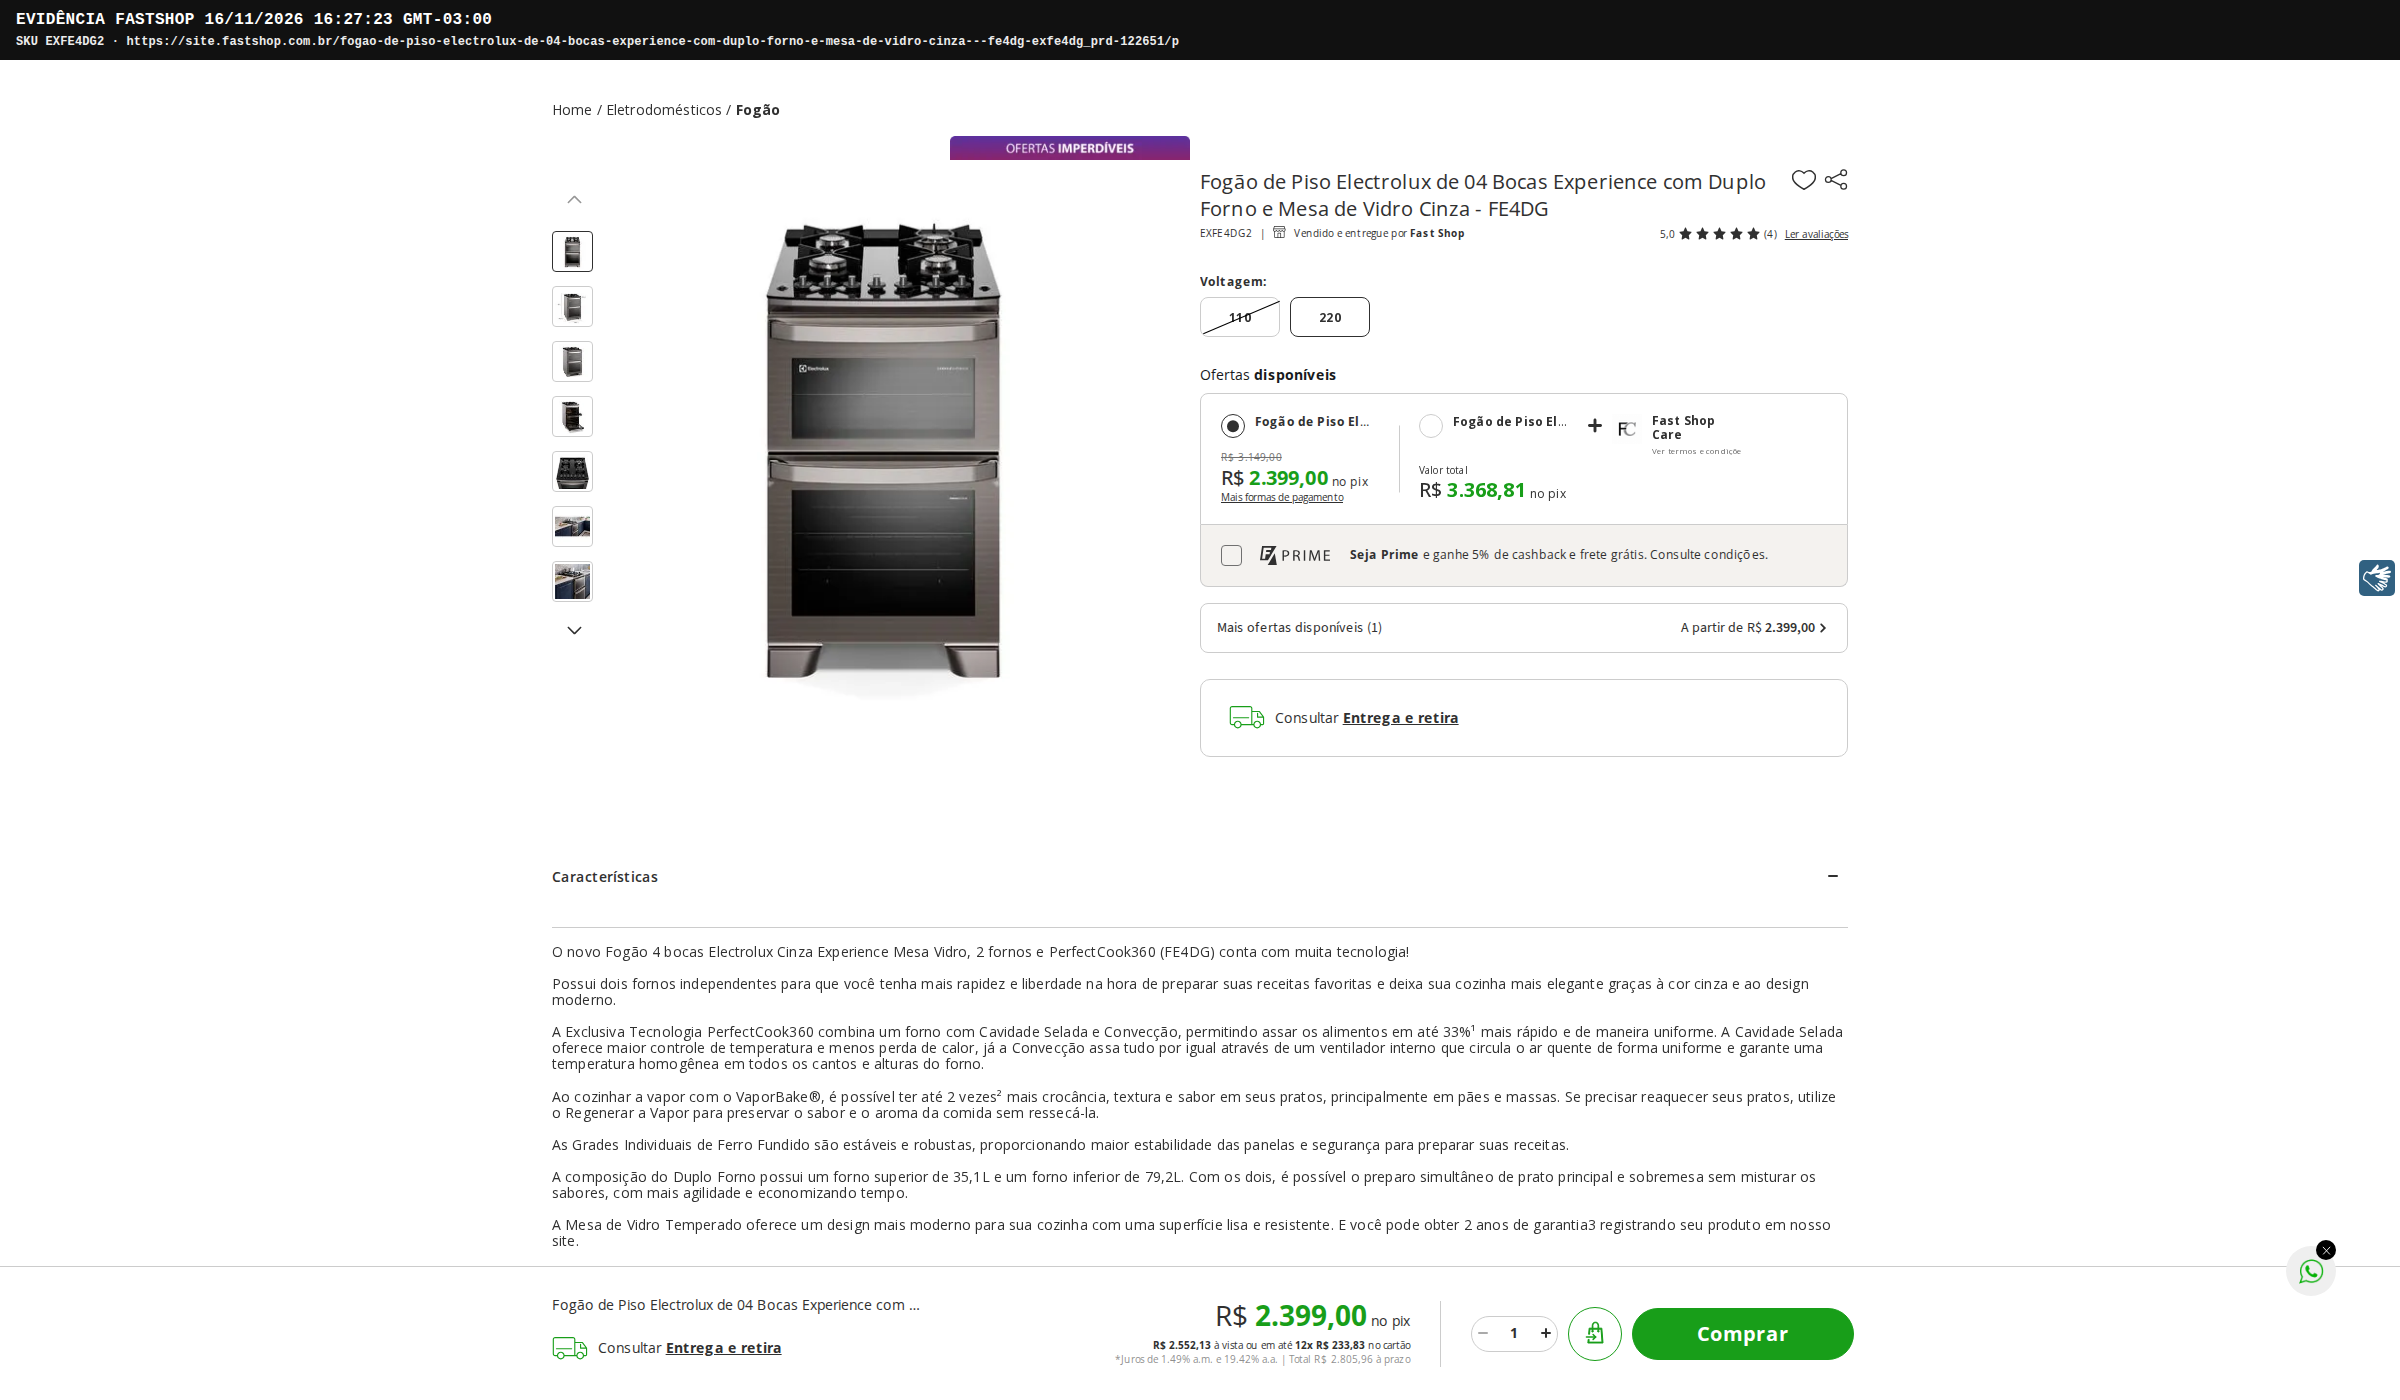 EVIDÊNCIA FASTSHOP 16/11/2026 16:27:23 GMT-03:00
SKU EXFE4DG2 · https://site.fastshop.com.br/fogao-de-piso-electrolux-de-04-bocas-experience-com-duplo-forno-e-mesa-de-vidro-cinza---fe4dg-exfe4dg_prd-122651/p
Home / Eletrodomésticos / Fogão
OFERTAS IMPERDÍVEIS
Fogão de Piso Electrolux de 04 Bocas Experience com Duplo
Forno e Mesa de Vidro Cinza - FE4DG
EXFE4DG2 | Vendido e entregue por Fast Shop
5,0 (4) Ler avaliações
Voltagem:
110 220
Ofertas disponíveis
Fogão de Piso El...
R$ 3.149,00
R$ 2.399,00 no pix
Mais formas de pagamento
Fogão de Piso El...
+ FC Fast Shop
Care
Ver termos e condiçõe
Valor total
R$ 3.368,81 no pix
PRIME Seja Prime e ganhe 5% de cashback e frete grátis. Consulte condições.
Mais ofertas disponíveis (1) A partir de R$ 2.399,00
Consultar Entrega e retira
Electrolux
Características
O novo Fogão 4 bocas Electrolux Cinza Experience Mesa Vidro, 2 fornos e PerfectCook360 (FE4DG) conta com muita tecnologia!
Possui dois fornos independentes para que você tenha mais rapidez e liberdade na hora de preparar suas receitas favoritas e deixa sua cozinha mais elegante graças à cor cinza e ao design
moderno.
A Exclusiva Tecnologia PerfectCook360 combina um forno com Cavidade Selada e Convecção, permitindo assar os alimentos em até 33%¹ mais rápido e de maneira uniforme. A Cavidade Selada
oferece maior controle de temperatura e menos perda de calor, já a Convecção assa tudo por igual através de um ventilador interno que circula o ar quente de forma uniforme e garante uma
temperatura homogênea em todos os cantos e alturas do forno.
Ao cozinhar a vapor com o VaporBake®, é possível ter até 2 vezes² mais crocância, textura e sabor em seus pratos, principalmente em pães e massas. Se precisar reaquecer seus pratos, utilize
o Regenerar a Vapor para preservar o sabor e o aroma da comida sem ressecá-la.
As Grades Individuais de Ferro Fundido são estáveis e robustas, proporcionando maior estabilidade das panelas e segurança para preparar suas receitas.
A composição do Duplo Forno possui um forno superior de 35,1L e um forno inferior de 79,2L. Com os dois, é possível o preparo simultâneo de prato principal e sobremesa sem misturar os
sabores, com mais agilidade e economizando tempo.
A Mesa de Vidro Temperado oferece um design mais moderno para sua cozinha com uma superfície lisa e resistente. E você pode obter 2 anos de garantia3 registrando seu produto em nosso
site.
Fogão de Piso Electrolux de 04 Bocas Experience com ...
Consultar Entrega e retira
R$ 2.399,00 no pix
R$ 2.552,13 à vista ou em até 12x R$ 233,83 no cartão
*Juros de 1.49% a.m. e 19.42% a.a. | Total R$ 2.805,96 à prazo
− 1 +
Comprar